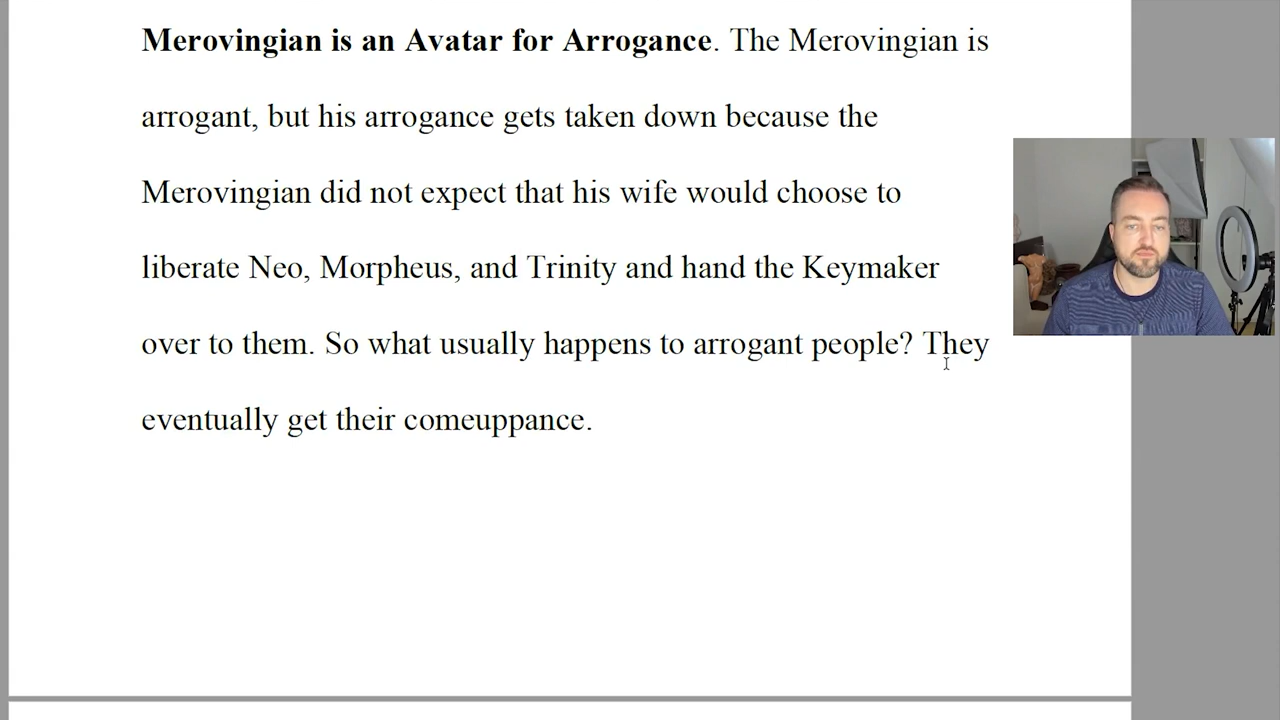 Merovingian is an Avatar for Arrogance. The Merovingian is
arrogant, but his arrogance gets taken down because the
Merovingian did not expect that his wife would choose to
liberate Neo, Morpheus, and Trinity and hand the Keymaker
over to them. So what usually happens to arrogant people? They
eventually get their comeuppance.